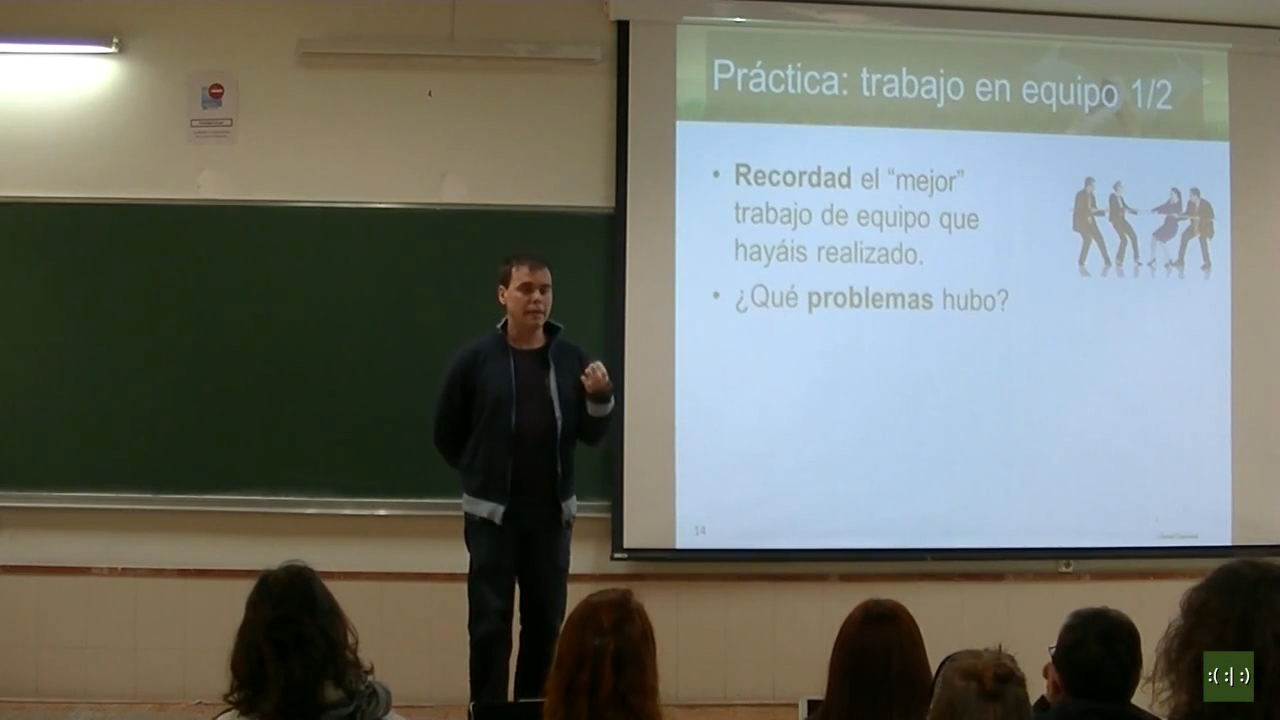 Práctica: trabajo en equipo 1/2
• Recordad el “mejor”
trabajo de equipo que
hayáis realizado.
• ¿Qué problemas hubo?
14
:( :| :)